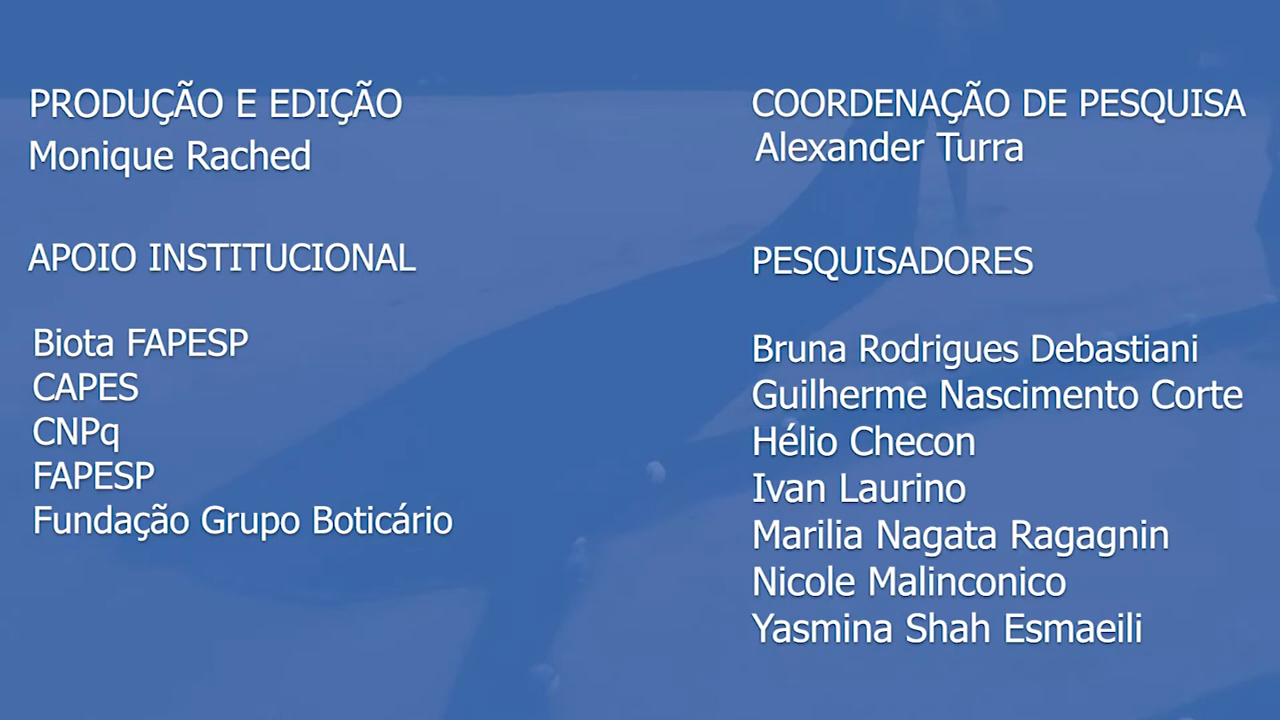 PRODUÇÃO E EDIÇÃO
Monique Rached
APOIO INSTITUCIONAL
Biota FAPESP
CAPES
CNPq
FAPESP
Fundação Grupo Boticário
COORDENAÇÃO DE PESQUISA
Alexander Turra
PESQUISADORES
Bruna Rodrigues Debastiani
Guilherme Nascimento Corte
Hélio Checon
Ivan Laurino
Marilia Nagata Ragagnin
Nicole Malinconico
Yasmina Shah Esmaeili